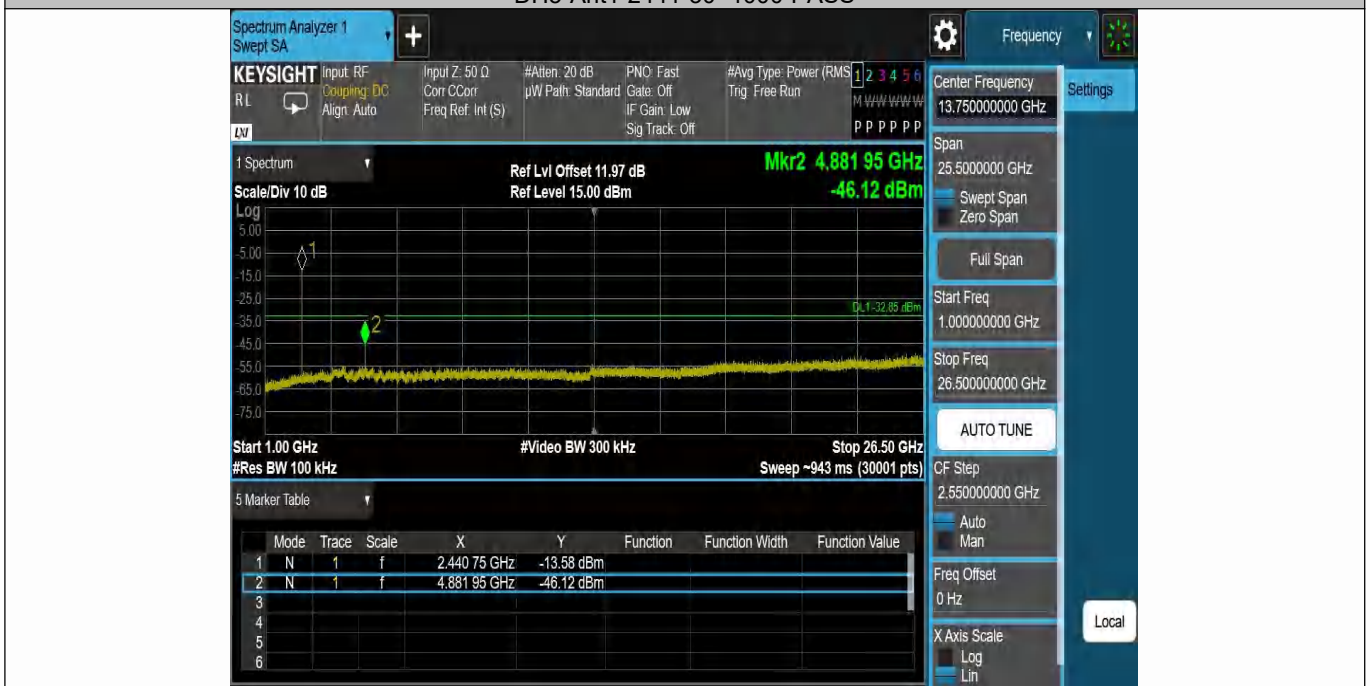 Spectrum Analyzer 1
Swept SA
+
Frequency
KEYSIGHT
RL
LXI
Input: RF
Coupling: DC
Align: Auto
Input Z: 50 Ω
Corr CCorr
Freq Ref: Int (S)
#Atten: 20 dB
µW Path: Standard
PNO: Fast
Gate: Off
IF Gain: Low
Sig Track: Off
#Avg Type: Power (RMS
Trig: Free Run
1 2 3 4 5 6
M W W W W W
P P P P P P
1 Spectrum
Scale/Div 10 dB
Ref Lvl Offset 11.97 dB
Ref Level 15.00 dBm
Mkr2 4.881 95 GHz
-46.12 dBm
Log
5.00
-5.00
-15.0
-25.0
-35.0
-45.0
-55.0
-65.0
-75.0
1
2
DL1 -32.85 dBm
Start 1.00 GHz
#Res BW 100 kHz
#Video BW 300 kHz
Stop 26.50 GHz
Sweep ~943 ms (30001 pts)
5 Marker Table
Mode Trace Scale X Y Function Function Width Function Value
1 N 1 f 2.440 75 GHz -13.58 dBm
2 N 1 f 4.881 95 GHz -46.12 dBm
3
4
5
6
Center Frequency
13.750000000 GHz
Settings
Span
25.5000000 GHz
Swept Span
Zero Span
Full Span
Start Freq
1.000000000 GHz
Stop Freq
26.500000000 GHz
AUTO TUNE
CF Step
2.550000000 GHz
Auto
Man
Freq Offset
0 Hz
X Axis Scale
Log
Lin
Local